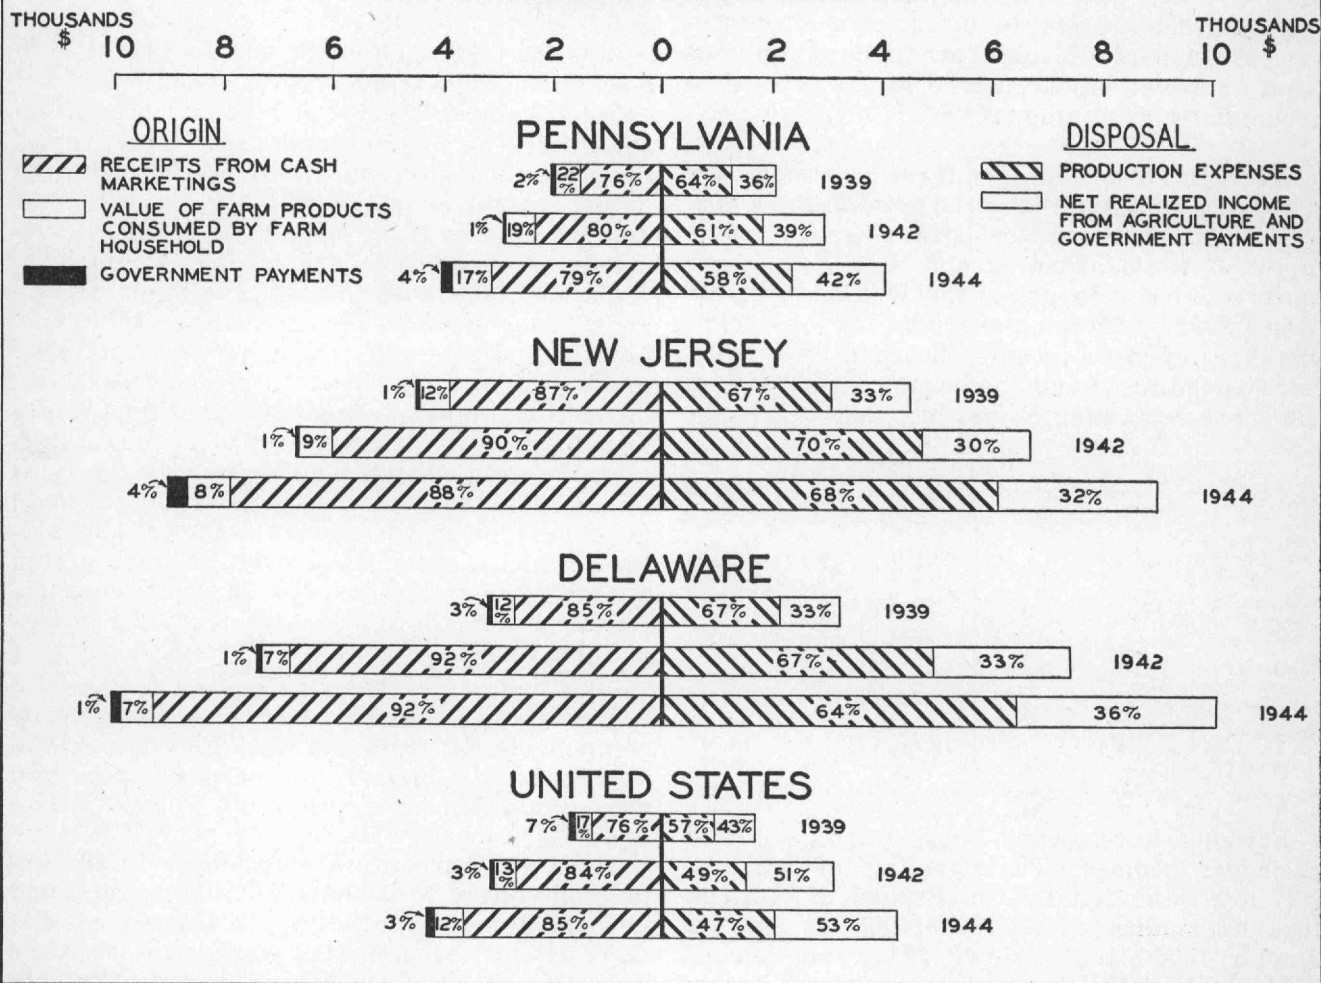 THOUSANDS
$
10 8 6 4 2 0 2 4 6 8 10
THOUSANDS
$
ORIGIN
RECEIPTS FROM CASH
MARKETINGS
VALUE OF FARM PRODUCTS
CONSUMED BY FARM
HOUSEHOLD
GOVERNMENT PAYMENTS
DISPOSAL
PRODUCTION EXPENSES
NET REALIZED INCOME
FROM AGRICULTURE AND
GOVERNMENT PAYMENTS
PENNSYLVANIA
2% 22% 76% 64% 36% 1939
1% 19% 80% 61% 39% 1942
4% 17% 79% 58% 42% 1944
NEW JERSEY
1% 12% 87% 67% 33% 1939
1% 9% 90% 70% 30% 1942
4% 8% 88% 68% 32% 1944
DELAWARE
3% 12% 85% 67% 33% 1939
1% 7% 92% 67% 33% 1942
1% 7% 92% 64% 36% 1944
UNITED STATES
7% 17% 76% 57% 43% 1939
3% 13% 84% 49% 51% 1942
3% 12% 85% 47% 53% 1944